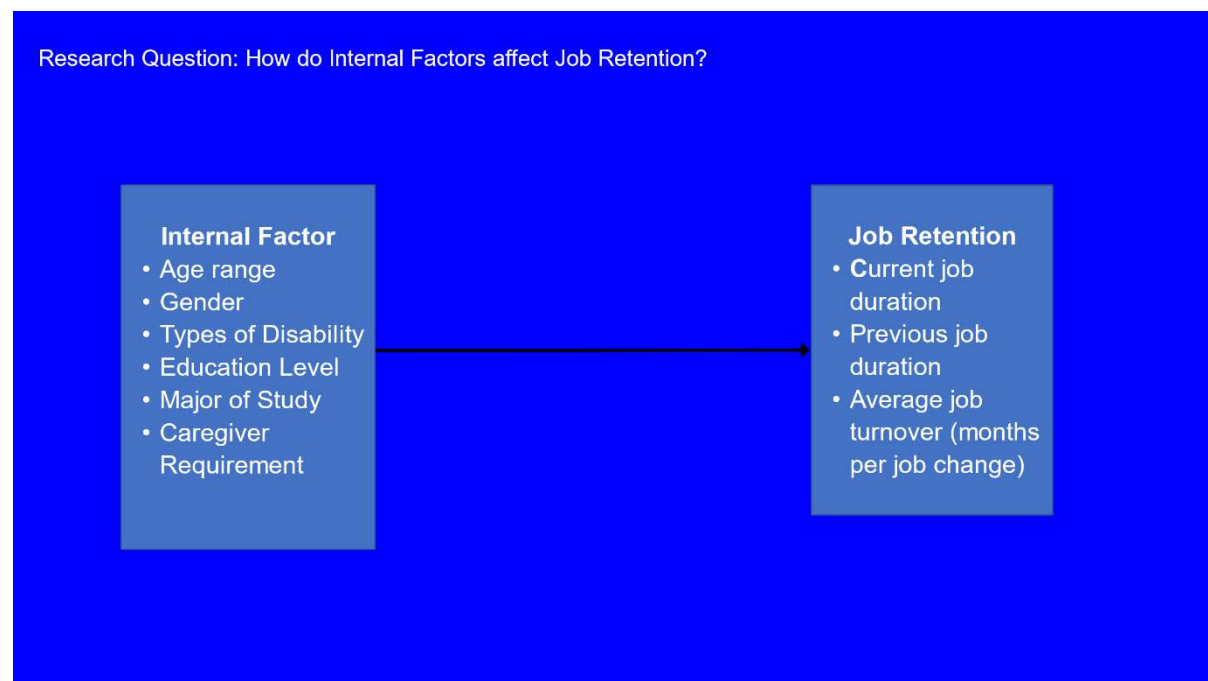 Research Question: How do Internal Factors affect Job Retention?
Internal Factor
• Age range
• Gender
• Types of Disability
• Education Level
• Major of Study
• Caregiver
Requirement
Job Retention
• Current job
duration
• Previous job
duration
• Average job
turnover (months
per job change)